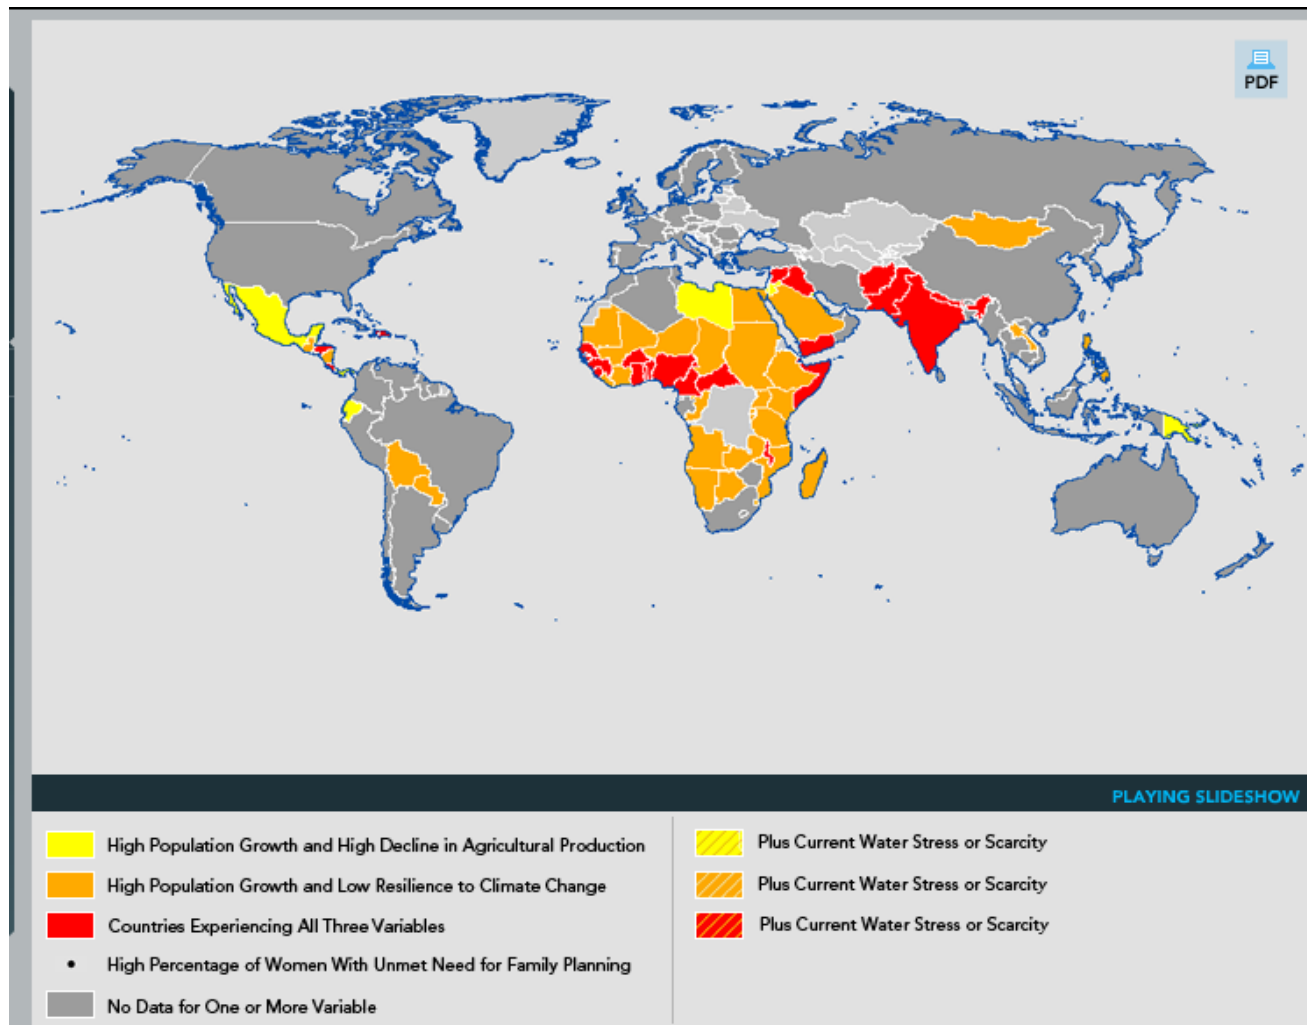 PDF
PLAYING SLIDESHOW
High Population Growth and High Decline in Agricultural Production
High Population Growth and Low Resilience to Climate Change
Countries Experiencing All Three Variables
High Percentage of Women With Unmet Need for Family Planning
No Data for One or More Variable
Plus Current Water Stress or Scarcity
Plus Current Water Stress or Scarcity
Plus Current Water Stress or Scarcity